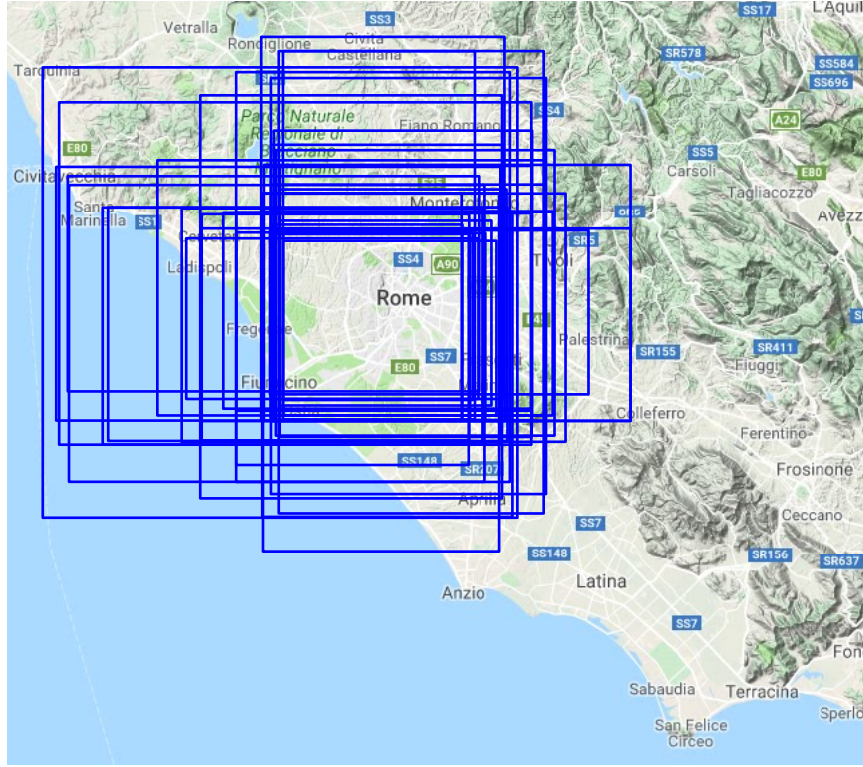 SS3
SS17
L'Aquil
Vetralla
Ronciglione
Civita
Castellana
SR578
SS584
SS696
Tarquinia
SS4
Parco Naturale
Regionale di
Bracciano
Fiano Romano
A24
E80
SS5
Civitavecchia
Carsoli
E80
Tagliacozzo
Santa
Marinella
SS1
Avezz
Cerveteri
SR5
Ladispoli
Tivoli
SS4
A90
Rome
Fregene
Palestrina
SR155
SR411
SS7
E80
Fiuggi
Fiumicino
Colleferro
Ferentino
SS148
SR207
Frosinone
Aprilia
Ceccano
SS7
SS148
SR156
SR637
Latina
Anzio
SS7
Fon
Sabaudia
Terracina
Sperlo
San Felice
Circeo